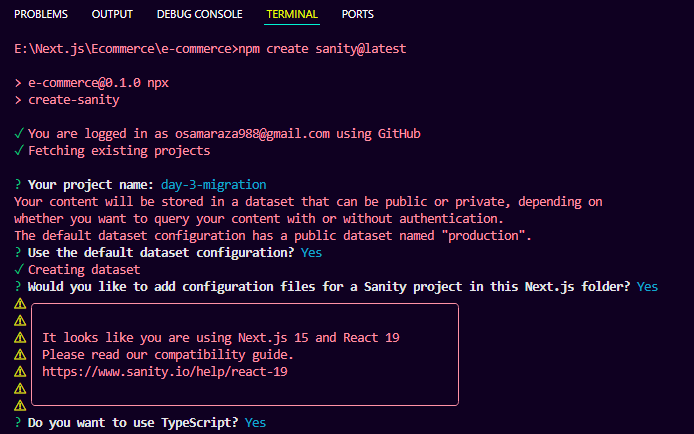 PROBLEMS OUTPUT DEBUG CONSOLE TERMINAL PORTS
E:\Next.js\Ecommerce\e-commerce>npm create sanity@latest
> e-commerce@0.1.0 npx
> create-sanity
✓ You are logged in as osamaraza988@gmail.com using GitHub
✓ Fetching existing projects
? Your project name: day-3-migration
Your content will be stored in a dataset that can be public or private, depending on
whether you want to query your content with or without authentication.
The default dataset configuration has a public dataset named "production".
? Use the default dataset configuration? Yes
✓ Creating dataset
? Would you like to add configuration files for a Sanity project in this Next.js folder? Yes
⚠
⚠
⚠ It looks like you are using Next.js 15 and React 19
⚠ Please read our compatibility guide.
⚠ https://www.sanity.io/help/react-19
⚠
⚠
? Do you want to use TypeScript? Yes